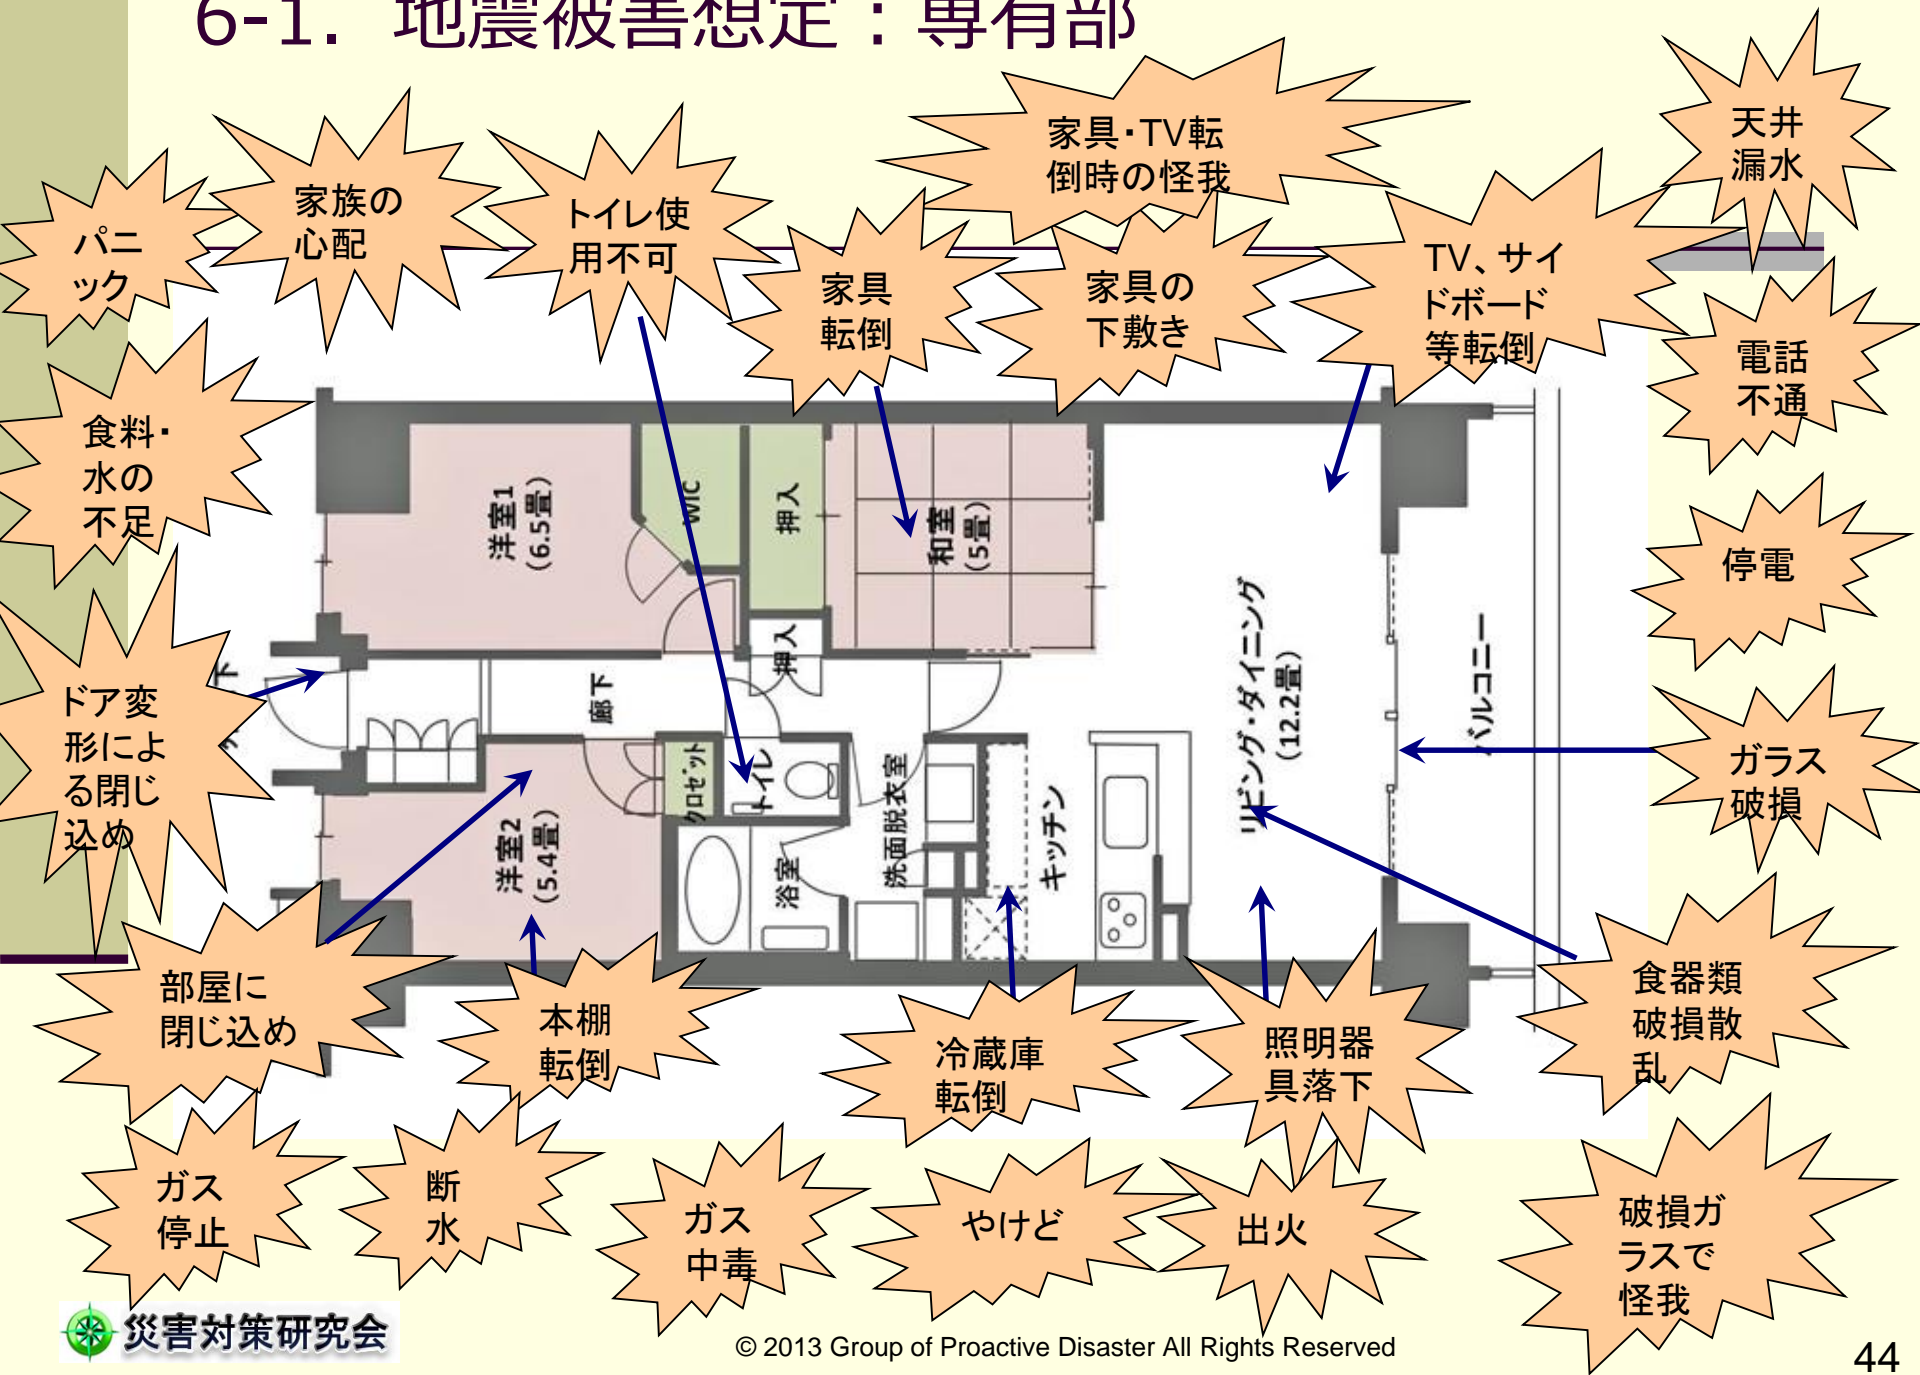 6-1. 地震被害想定：専有部
家具・TV転
倒時の怪我
天井
漏水
家族の
心配
トイレ使
用不可
パニ
ック
家具
転倒
家具の
下敷き
TV、サイ
ドボード
等転倒
電話
不通
食料・
水の
不足
停電
洋室1
（6.5畳）
WIC
押入
和室
（5畳）
押入
廊下
リビング・ダイニング
（12.2畳）
バルコニー
ドア変
形によ
る閉じ
込め
下
ガラス
破損
洋室2
（5.4畳）
クロゼット
トイレ
浴室
洗面脱衣室
キッチン
部屋に
閉じ込め
本棚
転倒
冷蔵庫
転倒
照明器
具落下
食器類
破損散
乱
ガス
停止
断
水
ガス
中毒
やけど
出火
破損ガ
ラスで
怪我
災害対策研究会
© 2013 Group of Proactive Disaster All Rights Reserved
44